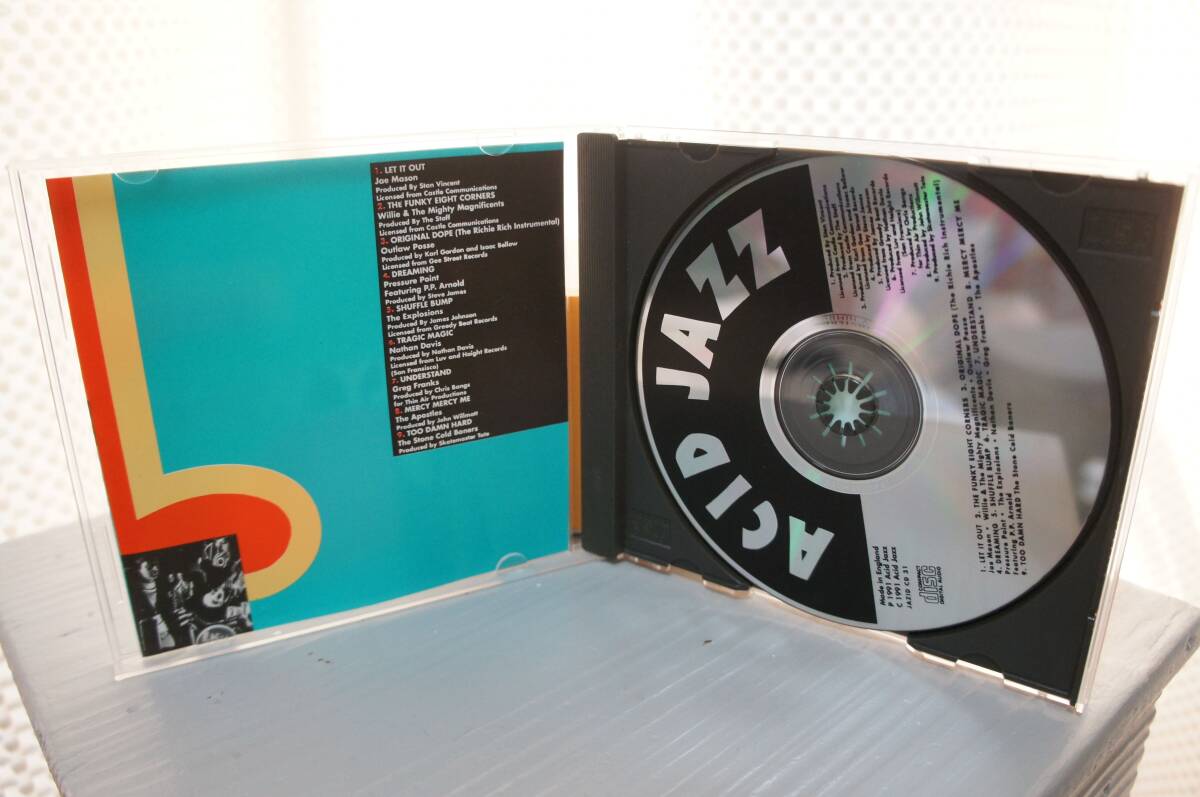 1. LET IT OUT
Joe Mason
Produced By Stan Vincent
Licensed from Castle Communications
2. THE FUNKY EIGHT CORNERS
Willie & The Mighty Magnificents
Produced By The Staff
Licensed from Castle Communications
3. ORIGINAL DOPE (The Richie Rich Instrumental)
Outlaw Posse
Produced by Karl Gordon and Isaac Bellow
Licensed from Gee Street Records
4. DREAMING
Pressure Point
Featuring P.P. Arnold
Produced by Steve James
5. SHUFFLE BUMP
The Explosions
Produced By James Johnson
Licensed from Greedy Beat Records
6. TRAGIC MAGIC
Nathan Davis
Produced by Nathan Davis
Licensed from Luv and Haight Records
(San Fransisco)
7. UNDERSTAND
Greg Franks
Produced by Chris Bangs
for Thin Air Productions
8. MERCY MERCY ME
The Apostles
Produced by John Willmott
9. TOO DAMN HARD
The Stone Cold Boners
Produced by Skatemaster Tate
ACID JAZZ
Made in England
P 1991 Acid Jazz
C 1991 Acid Jazz
JAZID CD 31
COMPACT
disc
DIGITAL AUDIO
1. LET IT OUT 2. THE FUNKY EIGHT CORNERS 3. ORIGINAL DOPE (The Richie Rich Instrumental)
Joe Mason • Willie & The Mighty Magnificents • Outlaw Posse
4. DREAMING 5. SHUFFLE BUMP 6. TRAGIC MAGIC 7. UNDERSTAND 8. MERCY MERCY ME
Pressure Point • The Explosions • Nathan Davis • Greg Franks • The Apostles
Featuring P.P. Arnold
9. TOO DAMN HARD The Stone Cold Boners